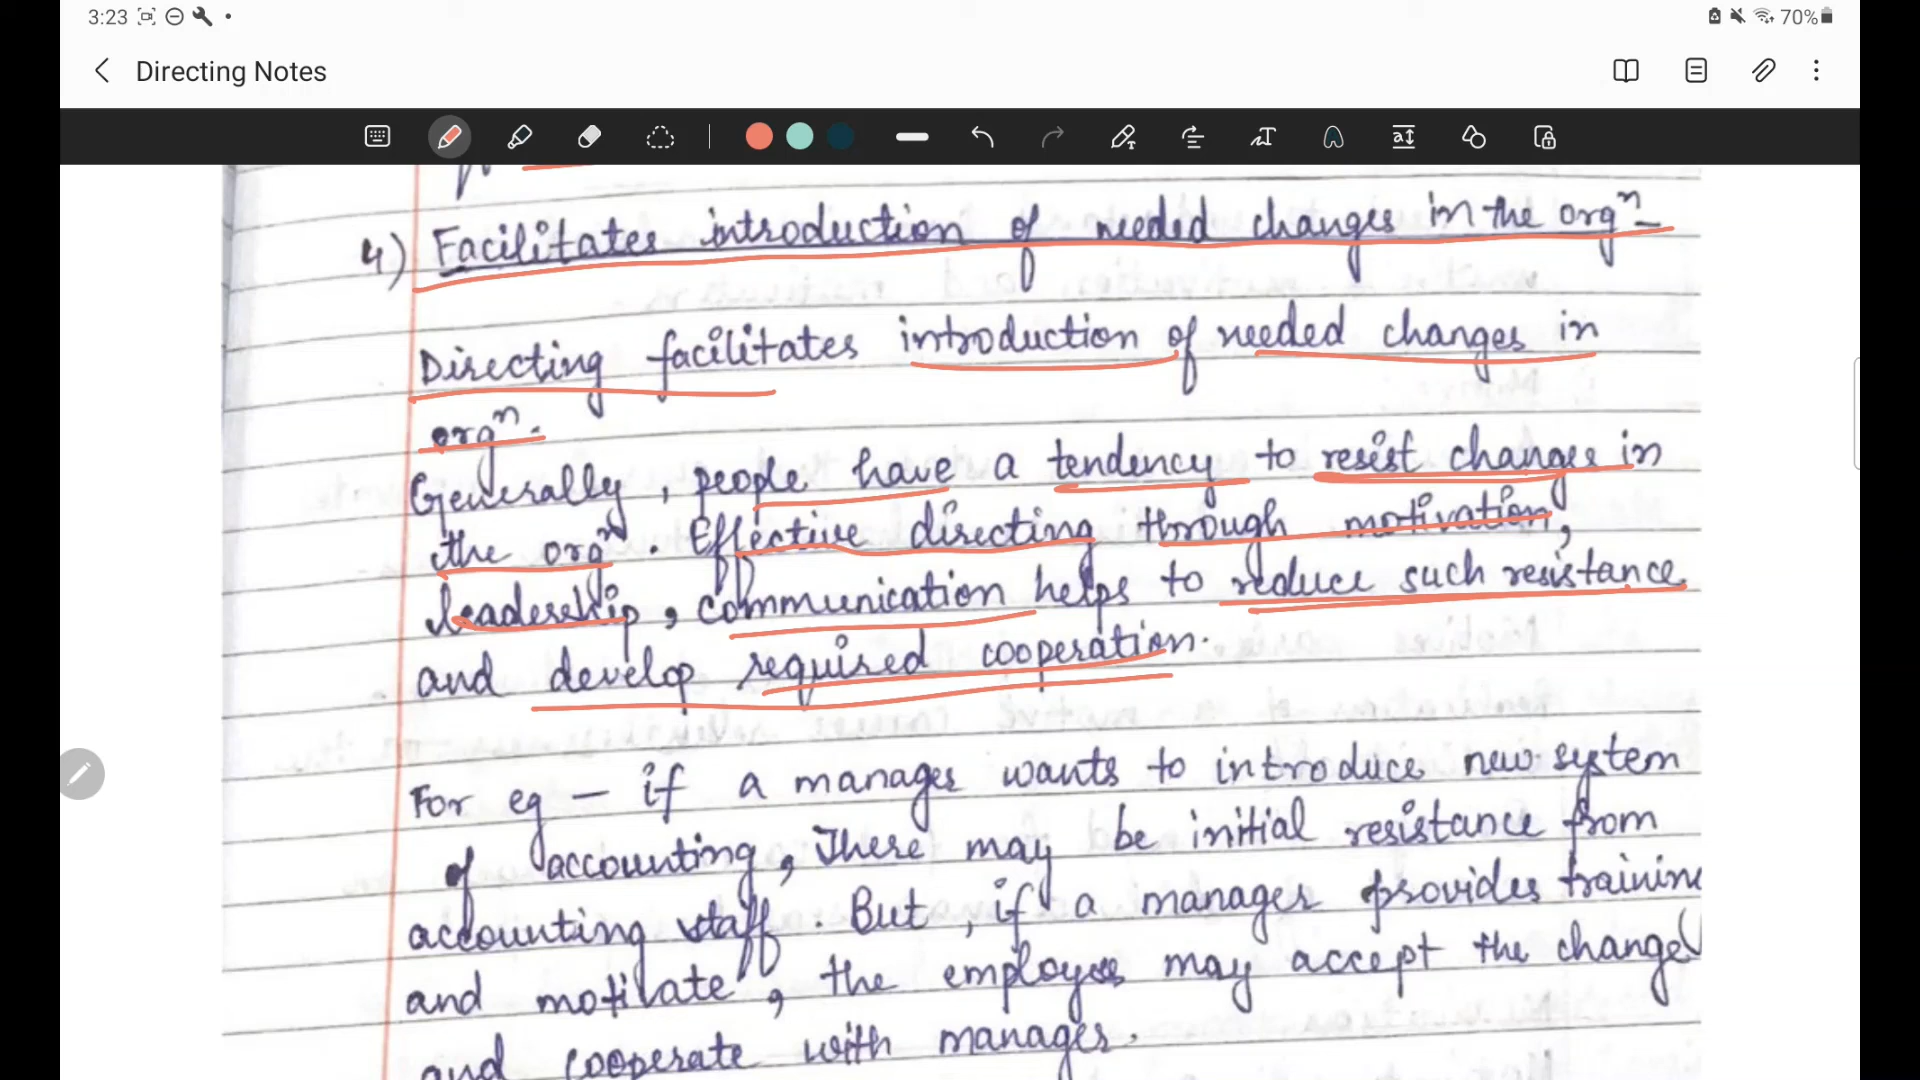 3:23
70%
Directing Notes
4) Facilitates introduction of needed changes in the orgⁿ
Directing facilitates introduction of needed changes in
orgⁿ.
Generally, people have a tendency to resist changes in
the orgⁿ. Effective directing through motivation,
leadership, communication helps to reduce such resistance
and develop required cooperation.
For eg – if a manager wants to introduce new system
of accounting, There may be initial resistance from
accounting staff. But, if a manager provides training
and motivate, the employees may accept the change
and cooperate with manager.